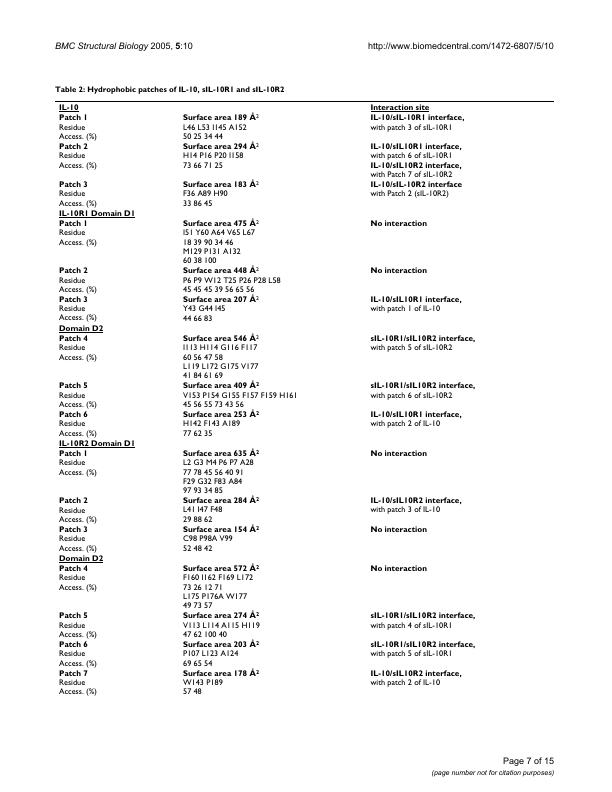 BMC Structural Biology 2005, 5:10 http://www.biomedcentral.com/1472-6807/5/10
Table 2: Hydrophobic patches of IL-10, sIL-10R1 and sIL-10R2
IL-10 Interaction site
Patch 1 Surface area 189 Å² IL-10/sIL-10R1 interface,
Residue L46 L53 I145 A152 with patch 3 of sIL-10R1
Access. (%) 50 25 34 44
Patch 2 Surface area 294 Å² IL-10/sIL10R1 interface,
Residue H14 P16 P20 I158 with patch 6 of sIL-10R1
Access. (%) 73 66 71 25 IL-10/sIL10R2 interface,
with Patch 7 of sIL-10R2
Patch 3 Surface area 183 Å² IL-10/sIL-10R2 interface
Residue F36 A89 H90 with Patch 2 (sIL-10R2)
Access. (%) 33 86 45
IL-10R1 Domain D1
Patch 1 Surface area 475 Å² No interaction
Residue I51 Y60 A64 V65 L67
Access. (%) 18 39 90 34 46
M129 P131 A132
60 38 100
Patch 2 Surface area 448 Å² No interaction
Residue P6 P9 W12 T25 P26 P28 L58
Access. (%) 45 45 45 39 56 65 56
Patch 3 Surface area 207 Å² IL-10/sIL10R1 interface,
Residue Y43 G44 I45 with patch 1 of IL-10
Access. (%) 44 66 83
Domain D2
Patch 4 Surface area 546 Å² sIL-10R1/sIL10R2 interface,
Residue I113 H114 G116 F117 with patch 5 of sIL-10R2
Access. (%) 60 56 47 58
L119 L172 G175 V177
41 84 61 69
Patch 5 Surface area 409 Å² sIL-10R1/sIL10R2 interface,
Residue V153 P154 G155 F157 F159 H161 with patch 6 of sIL-10R2
Access. (%) 45 56 55 73 43 56
Patch 6 Surface area 253 Å² IL-10/sIL10R1 interface,
Residue H142 F143 A189 with patch 2 of IL-10
Access. (%) 77 62 35
IL-10R2 Domain D1
Patch 1 Surface area 635 Å² No interaction
Residue L2 G3 M4 P6 P7 A28
Access. (%) 77 78 45 56 40 91
F29 G32 F83 A84
97 93 34 85
Patch 2 Surface area 284 Å² IL-10/sIL10R2 interface,
Residue L41 I47 F48 with patch 3 of IL-10
Access. (%) 29 88 62
Patch 3 Surface area 154 Å² No interaction
Residue C98 P98A V99
Access. (%) 52 48 42
Domain D2
Patch 4 Surface area 572 Å² No interaction
Residue F160 I162 F169 L172
Access. (%) 73 26 12 71
L175 P176A W177
49 73 57
Patch 5 Surface area 274 Å² sIL-10R1/sIL10R2 interface,
Residue V113 L114 A115 H119 with patch 4 of sIL-10R1
Access. (%) 47 62 100 40
Patch 6 Surface area 203 Å² sIL-10R1/sIL10R2 interface,
Residue P107 L123 A124 with patch 5 of sIL-10R1
Access. (%) 69 65 54
Patch 7 Surface area 178 Å² IL-10/sIL10R2 interface,
Residue W143 P189 with patch 2 of IL-10
Access. (%) 57 48
Page 7 of 15
(page number not for citation purposes)